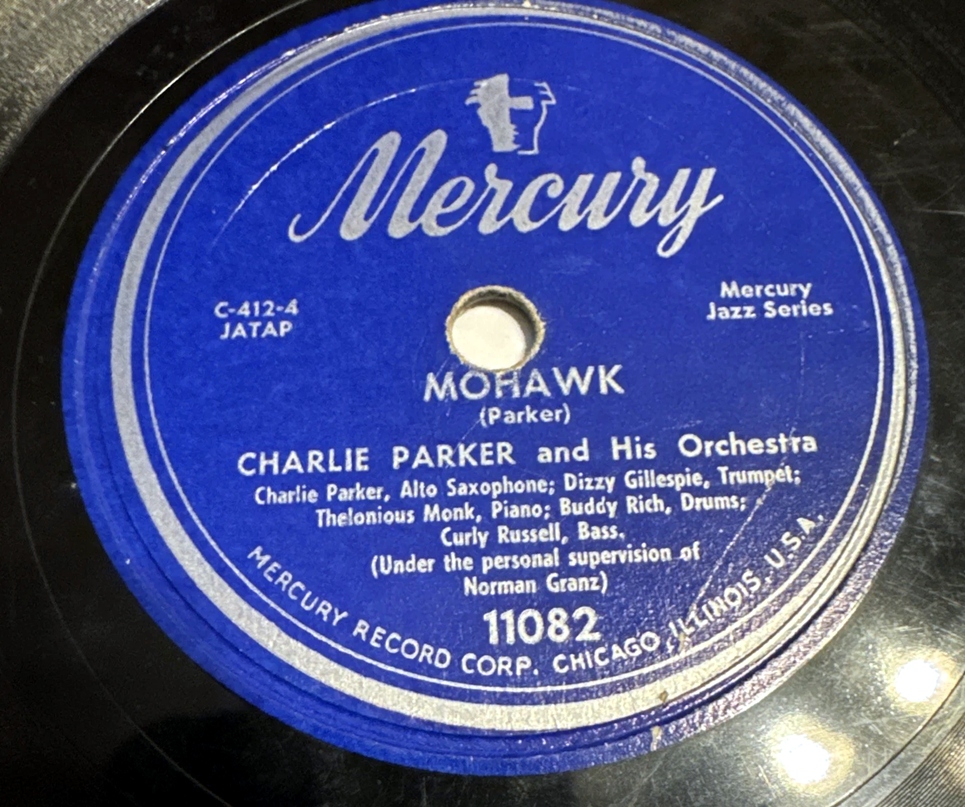 Mercury
C-412-4
JATAP
Mercury
Jazz Series
MOHAWK
(Parker)
CHARLIE PARKER and His Orchestra
Charlie Parker, Alto Saxophone; Dizzy Gillespie, Trumpet;
Thelonious Monk, Piano; Buddy Rich, Drums;
Curly Russell, Bass.
(Under the personal supervision of
Norman Granz)
11082
MERCURY RECORD CORP. CHICAGO, ILLINOIS, U.S.A.